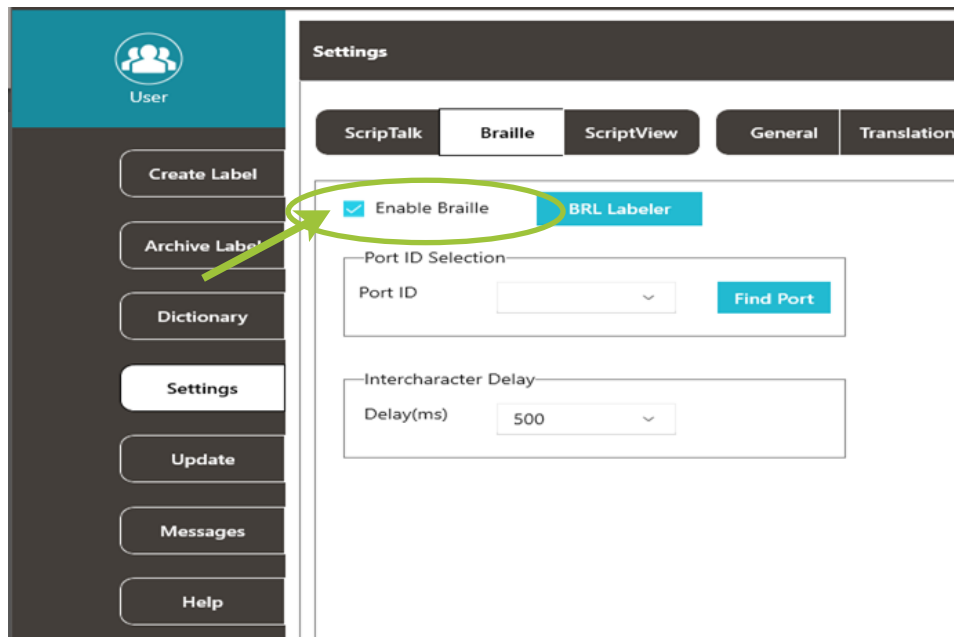 User
Create Label
Archive Label
Dictionary
Settings
Update
Messages
Help
Settings
ScripTalk Braille ScriptView General Translation
Enable Braille BRL Labeler
Port ID Selection
Port ID Find Port
Intercharacter Delay
Delay(ms) 500